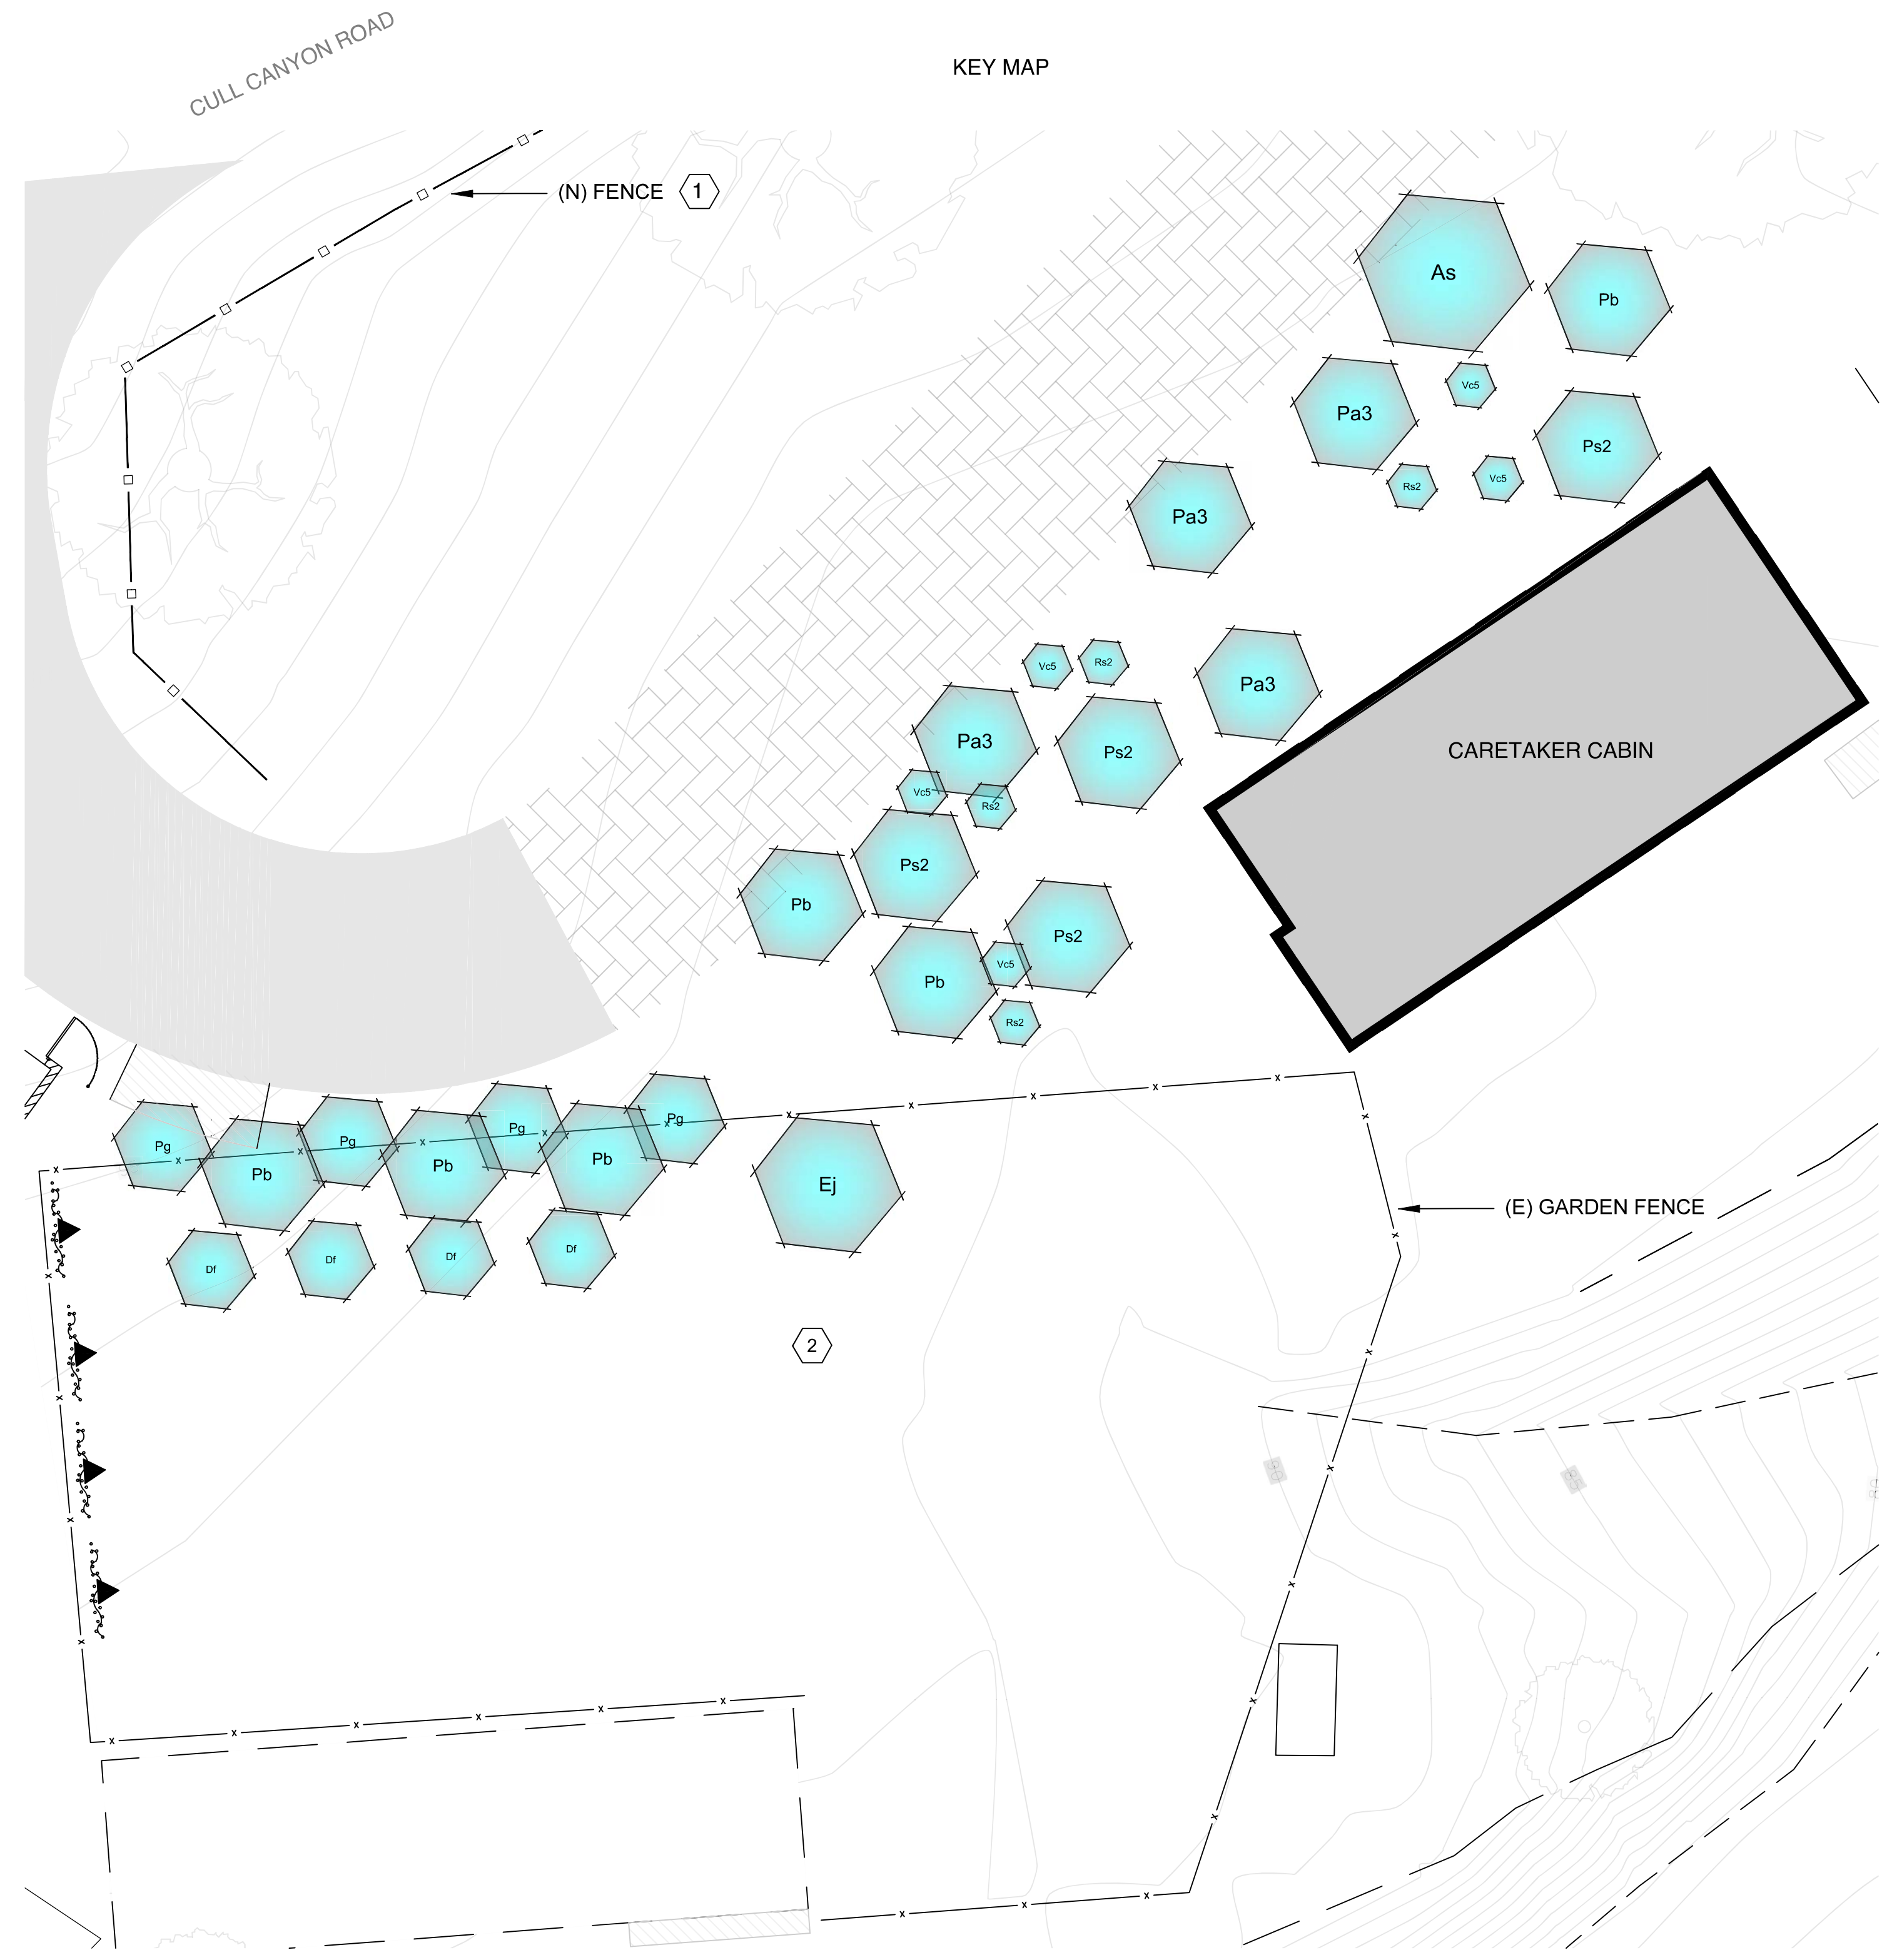 CULL CANYON ROAD
KEY MAP
(N) FENCE 1
As
Pb
Vc5
Pa3
Ps2
Rs2
Vc5
Pa3
Vc5
Rs2
Pa3
Pa3
Ps2
CARETAKER CABIN
Vc5
Rs2
Ps2
Pb
Ps2
Vc5
Pb
Rs2
Pg
Pg
Pg
Pg
Pb
Pb
Pb
Ej
(E) GARDEN FENCE
Df
Df
Df
Df
2